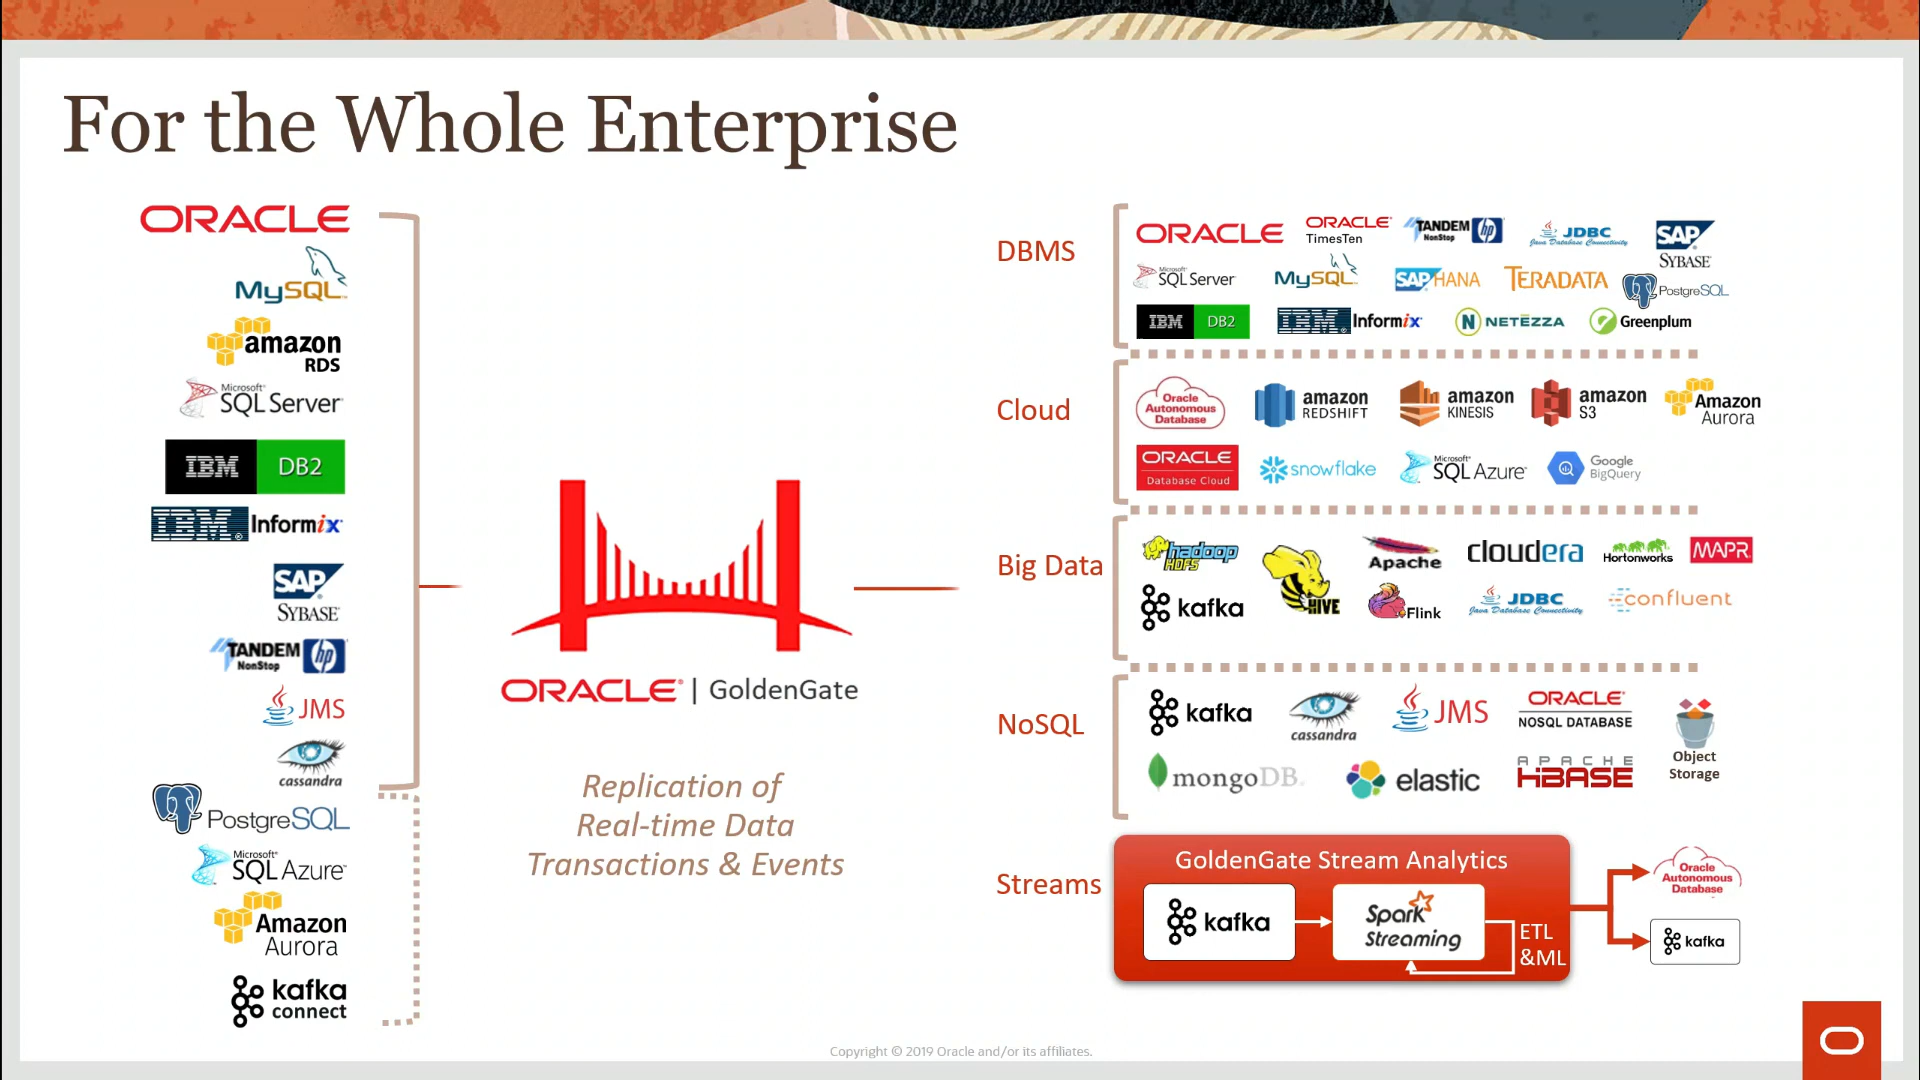 For the Whole Enterprise
ORACLE
MySQL™
amazon
RDS
Microsoft®
SQL Server
IBM DB2
IBM® Informix
SAP
SYBASE
TANDEM
NonStop
hp
JMS
cassandra
PostgreSQL
Microsoft®
SQL Azure™
Amazon
Aurora
kafka
connect
ORACLE® | GoldenGate
Replication of
Real-time Data
Transactions & Events
DBMS
ORACLE
ORACLE®
TimesTen
TANDEM
NonStop
hp
JDBC
Java Database Connectivity
SAP
SYBASE
Microsoft®
SQL Server
MySQL™
SAP HANA
TERADATA
PostgreSQL
IBM DB2
IBM® Informix
NETEZZA
Greenplum
Cloud
Oracle
Autonomous
Database
amazon
REDSHIFT
amazon
KINESIS
amazon
S3
Amazon
Aurora
ORACLE
Database Cloud
snowflake
Microsoft®
SQL Azure™
Google
BigQuery
Big Data
hadoop
HDFS
HIVE
Apache
cloudera
Hortonworks
MAPR
kafka
Flink
JDBC
Java Database Connectivity
confluent
NoSQL
kafka
cassandra
JMS
ORACLE®
NOSQL DATABASE
Object
Storage
mongoDB
elastic
APACHE
HBASE
Streams
GoldenGate Stream Analytics
kafka
Spark
Streaming
ETL
&ML
Oracle
Autonomous
Database
kafka
Copyright © 2019 Oracle and/or its affiliates.